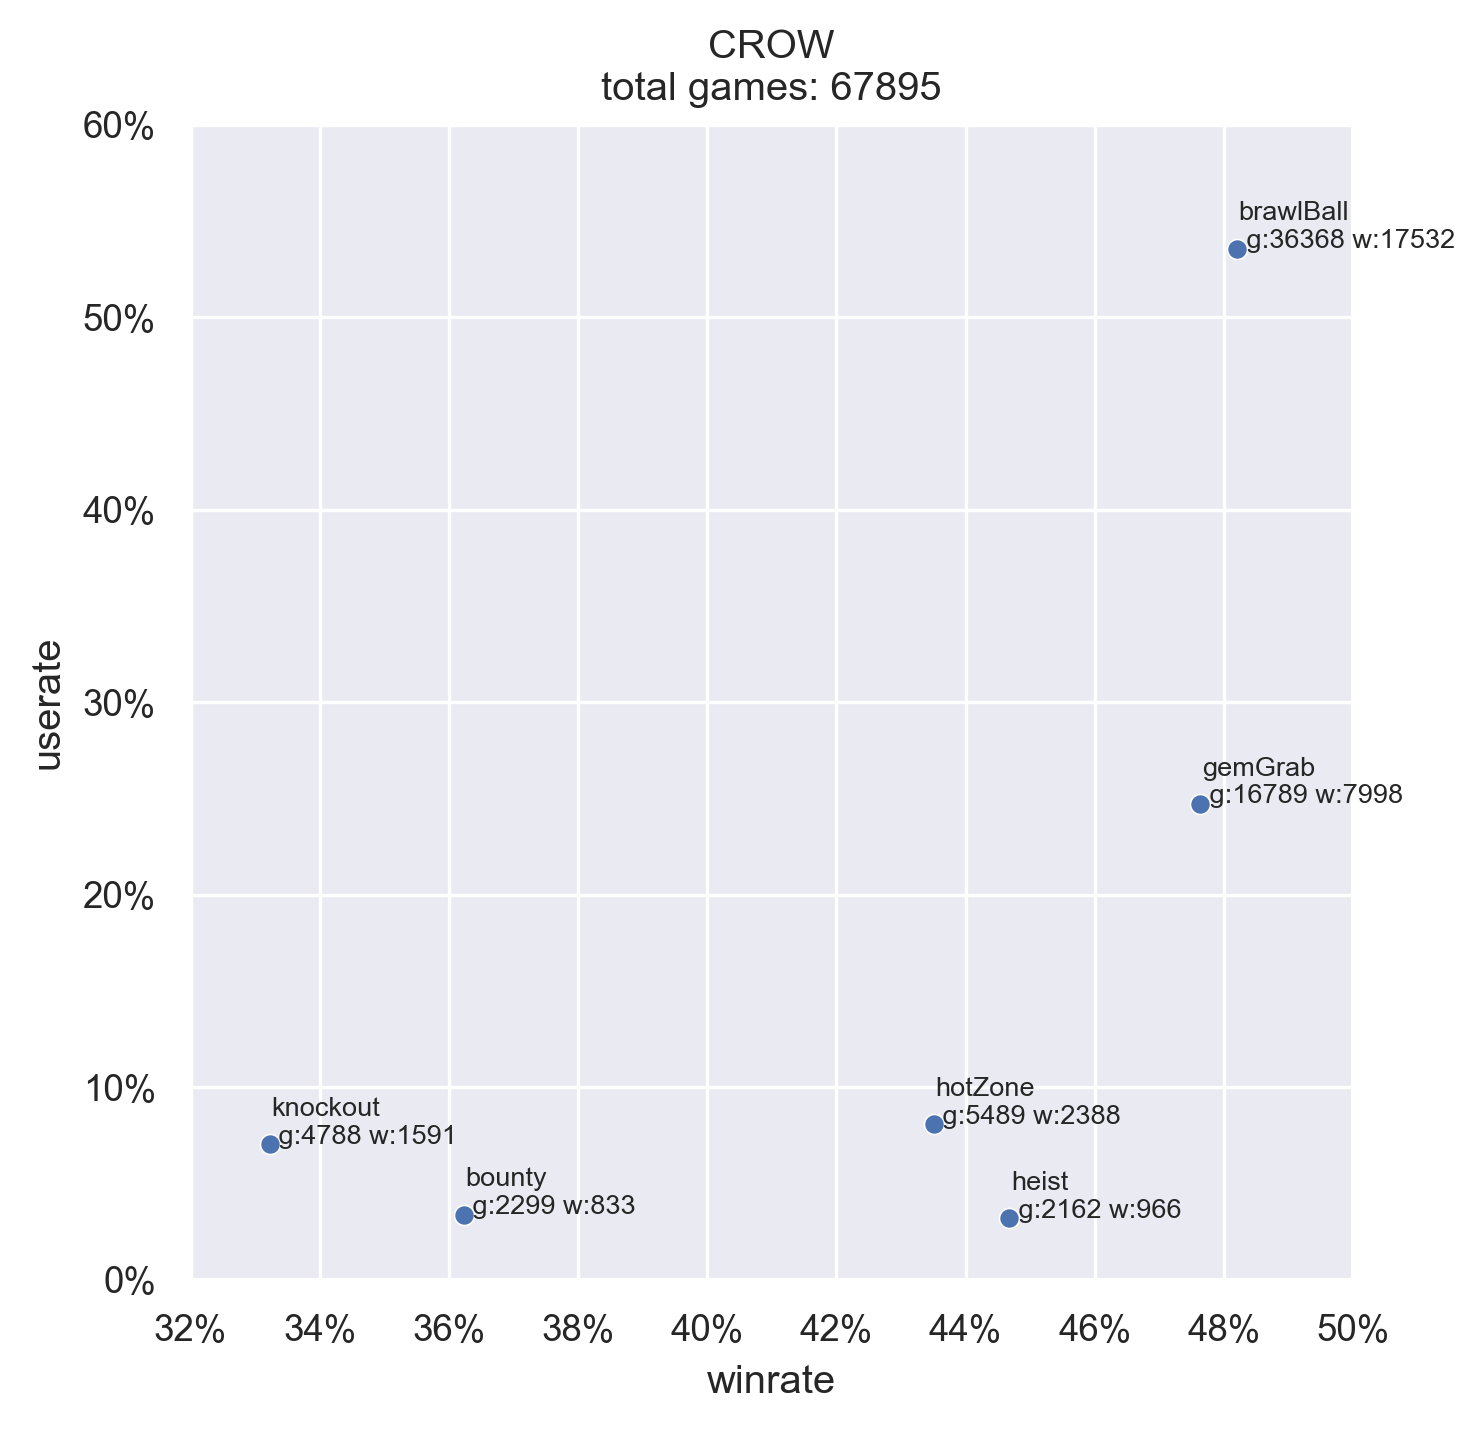 CROW
total games: 67895
60%
brawlBall
g:36368 w:17532
50%
40%
userate
30%
gemGrab
g:16789 w:7998
20%
10%
hotZone
g:5489 w:2388
knockout
g:4788 w:1591
bounty
g:2299 w:833
heist
g:2162 w:966
0%
32% 34% 36% 38% 40% 42% 44% 46% 48% 50%
winrate